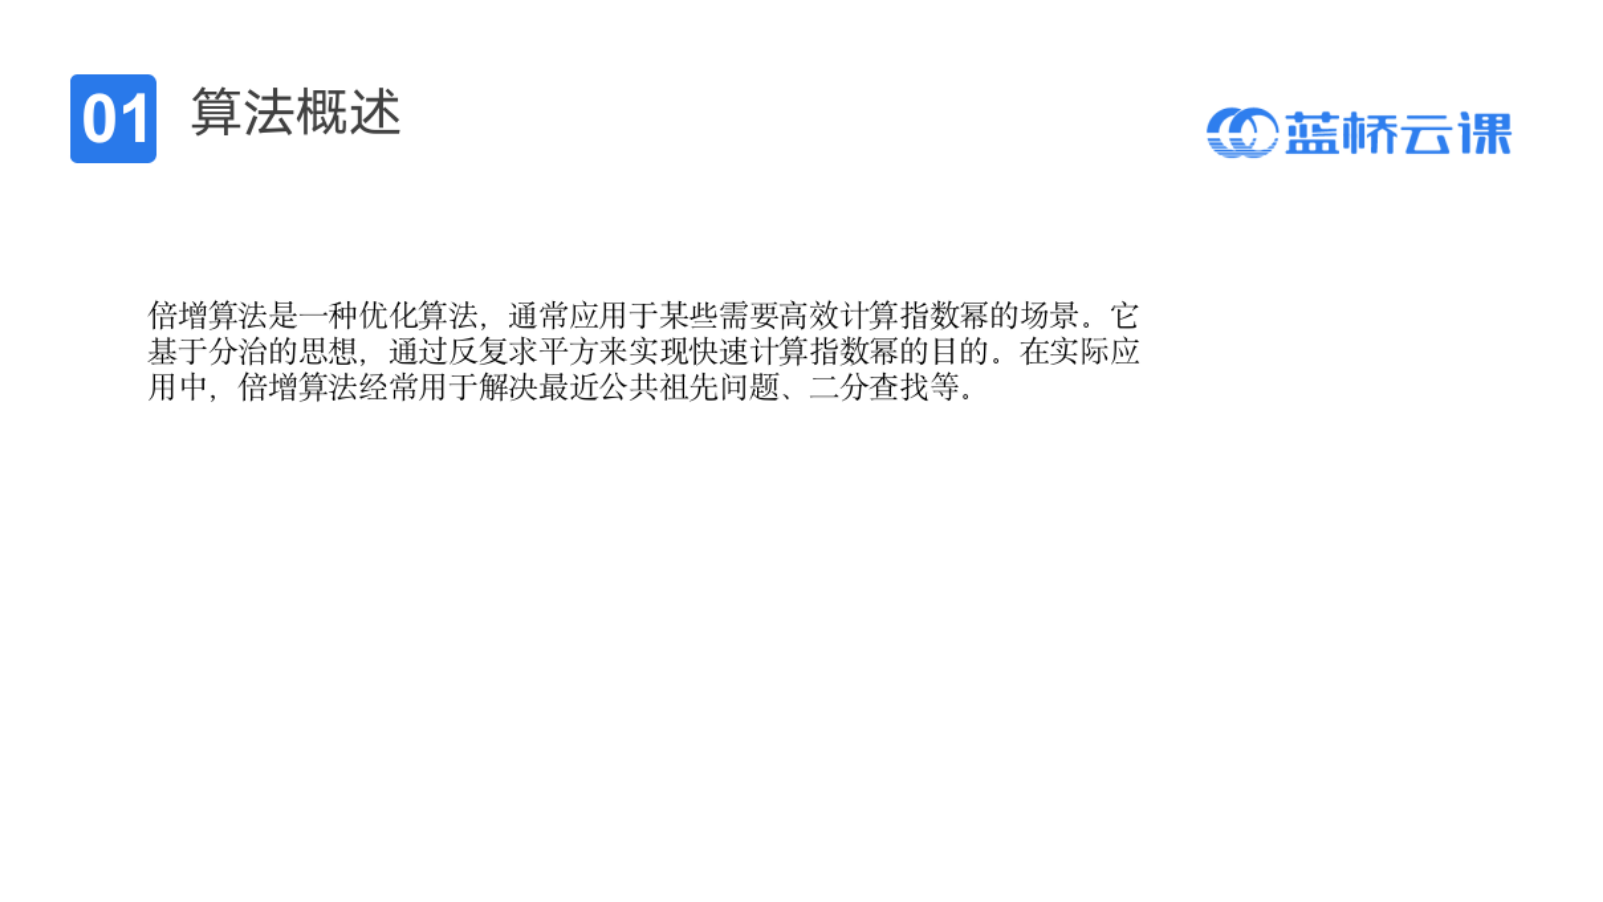 01
算法概述
蓝桥云课
倍增算法是一种优化算法，通常应用于某些需要高效计算指数幂的场景。它
基于分治的思想，通过反复求平方来实现快速计算指数幂的目的。在实际应
用中，倍增算法经常用于解决最近公共祖先问题、二分查找等。